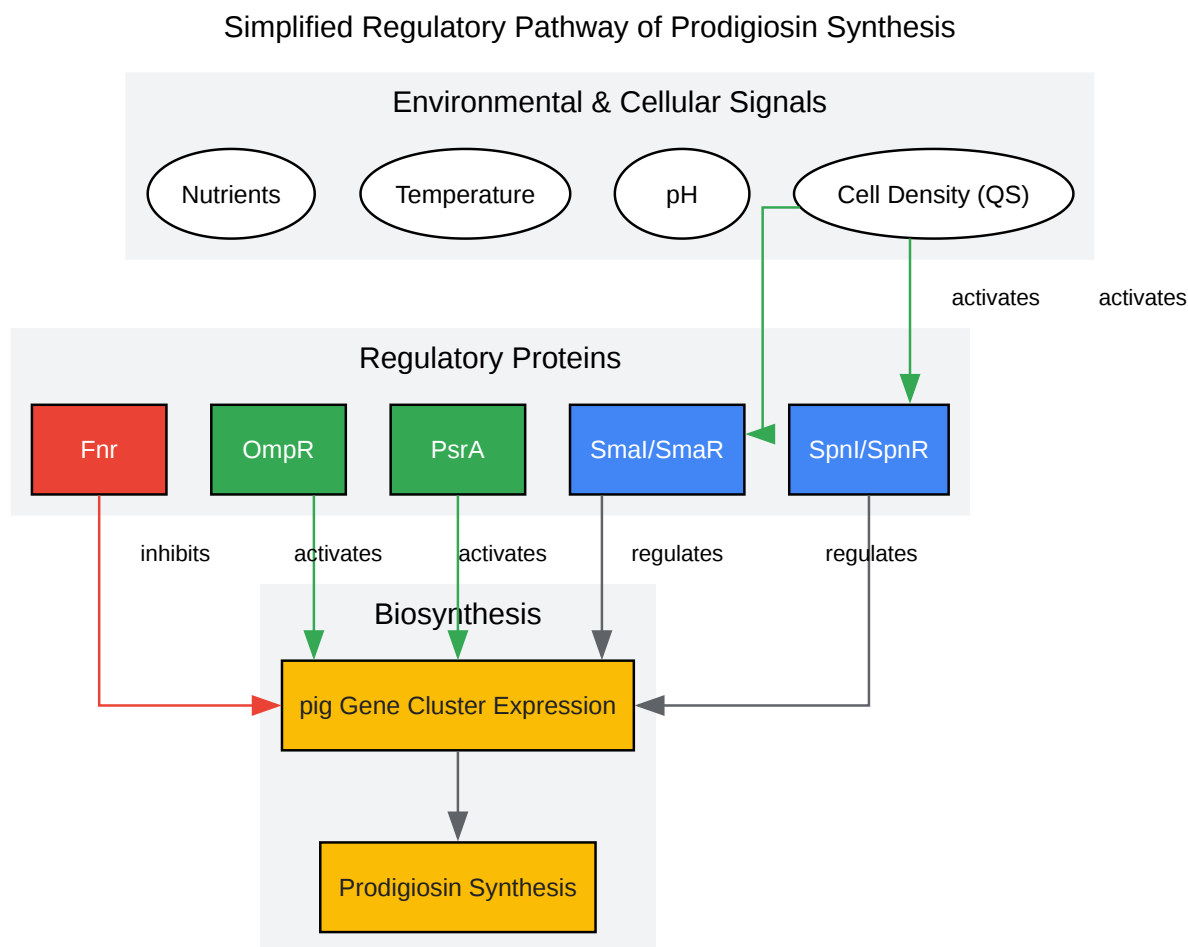 Simplified Regulatory Pathway of Prodigiosin Synthesis
Environmental & Cellular Signals
Nutrients
Temperature
pH
Cell Density (QS)
activates
activates
Regulatory Proteins
Fnr
OmpR
PsrA
SmaI/SmaR
SpnI/SpnR
inhibits
activates
activates
regulates
regulates
Biosynthesis
pig Gene Cluster Expression
Prodigiosin Synthesis